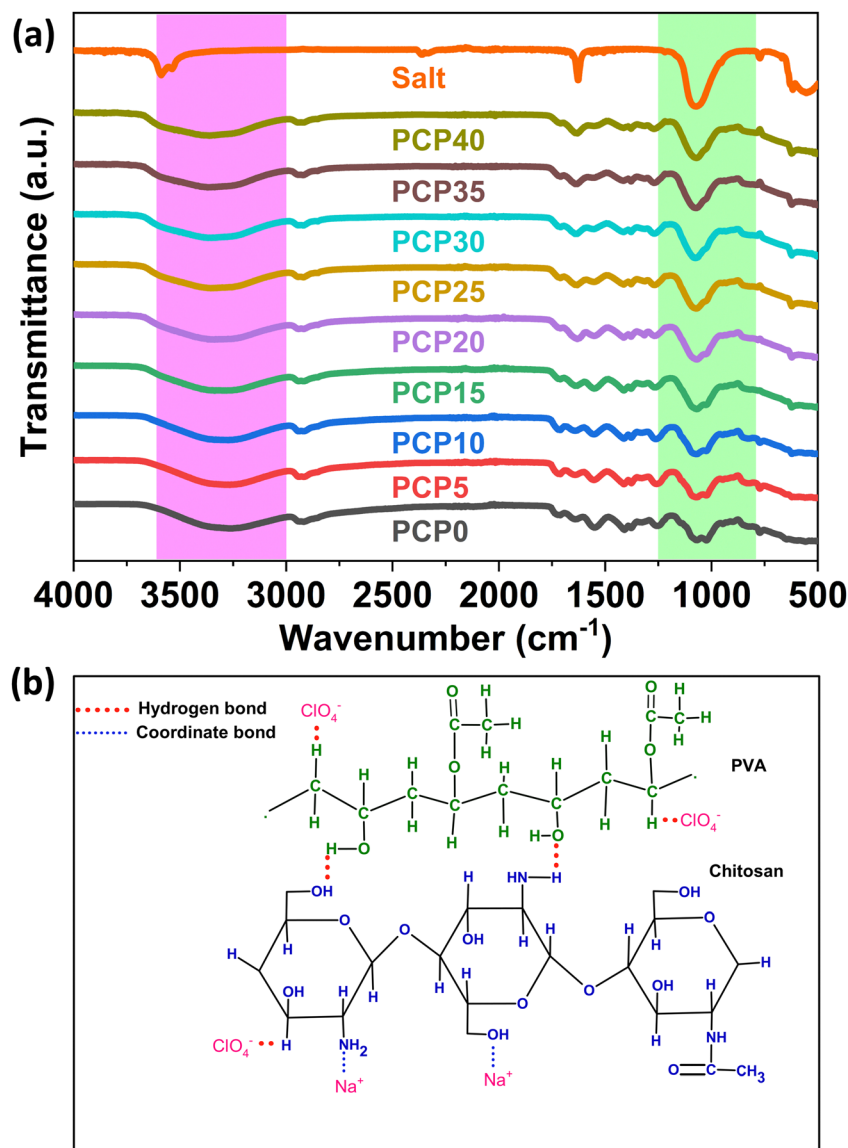 (a)
Transmittance (a.u.)
Salt
PCP40
PCP35
PCP30
PCP25
PCP20
PCP15
PCP10
PCP5
PCP0
4000 3500 3000 2500 2000 1500 1000 500
Wavenumber (cm⁻¹)
(b)
Hydrogen bond
Coordinate bond
ClO₄⁻
O
C
H
H
H
O
C
H
H
H
PVA
H
C
H
H
O
C
H
H
C
H
C
H
H
O
C
H
ClO₄⁻
H
H
O
H
H
O
H
H
Chitosan
OH
HN
H
H
OH
O
O
H
OH
H
H
O
H
H
OH
H
H
H
O
O
OH
H
H
OH
H
NH
ClO₄⁻
H
NH₂
OH
Na⁺
Na⁺
O
C
CH₃